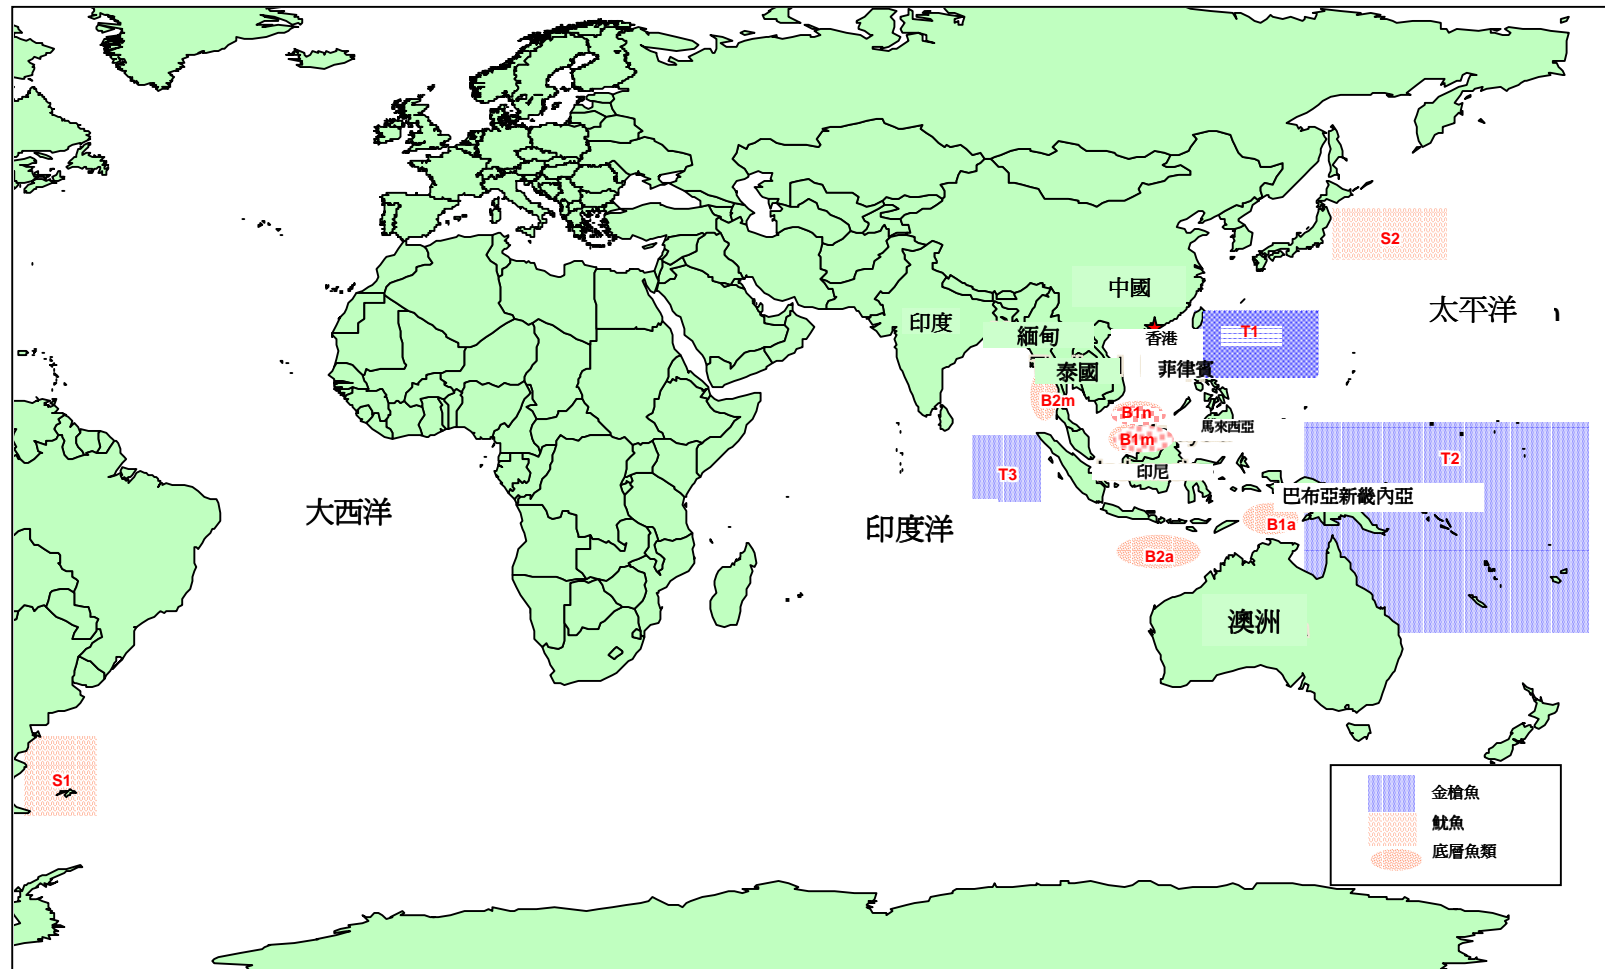 S2
中國
太平洋
印度
香港
T1
緬甸
菲律賓
泰國
B2m
B1n
馬來西亞
B1m
T2
T3
印尼
巴布亞新畿內亞
大西洋
印度洋
B1a
B2a
澳洲
S1
金槍魚
魷魚
底層魚類